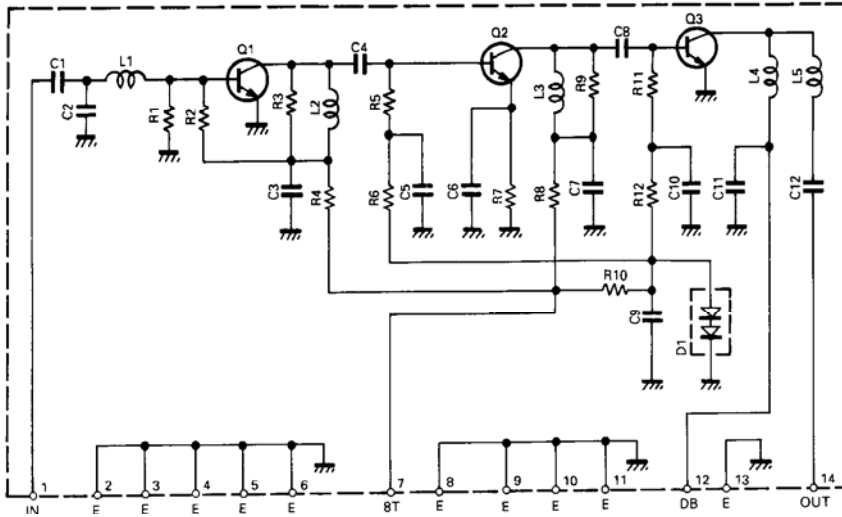 C1
L1
Q1
C4
Q2
C8
Q3
C2
R1
R2
R3
L2
R5
L3
R9
R11
L4
L5
C3
R4
R6
C5
C6
R7
R8
C7
R12
C10
C11
C12
R10
C9
D1
1 2 3 4 5 6 7 8 9 10 11 12 13 14
IN E E E E E 8T E E E E DB E OUT